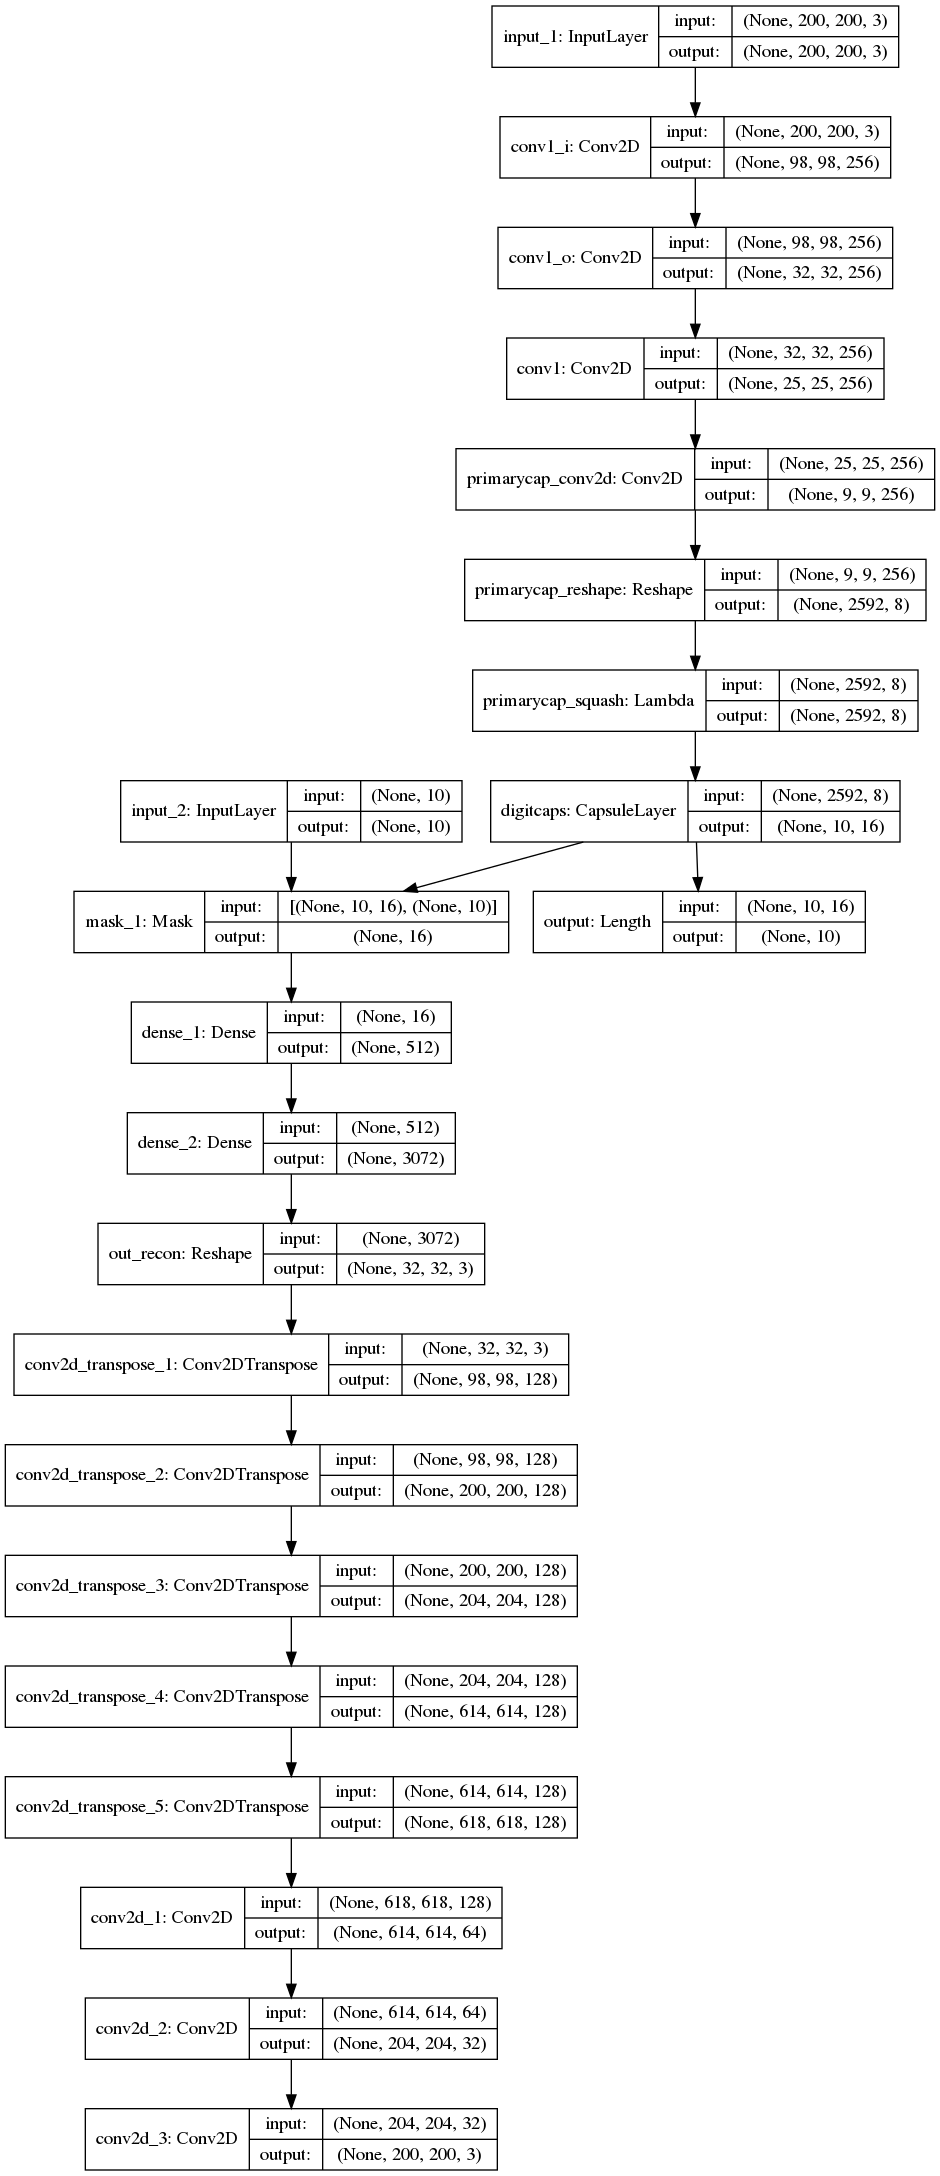 input_1: InputLayer
input: (None, 200, 200, 3)
output: (None, 200, 200, 3)
conv1_i: Conv2D
input: (None, 200, 200, 3)
output: (None, 98, 98, 256)
conv1_o: Conv2D
input: (None, 98, 98, 256)
output: (None, 32, 32, 256)
conv1: Conv2D
input: (None, 32, 32, 256)
output: (None, 25, 25, 256)
primarycap_conv2d: Conv2D
input: (None, 25, 25, 256)
output: (None, 9, 9, 256)
primarycap_reshape: Reshape
input: (None, 9, 9, 256)
output: (None, 2592, 8)
primarycap_squash: Lambda
input: (None, 2592, 8)
output: (None, 2592, 8)
input_2: InputLayer
input: (None, 10)
output: (None, 10)
digitcaps: CapsuleLayer
input: (None, 2592, 8)
output: (None, 10, 16)
mask_1: Mask
input: [(None, 10, 16), (None, 10)]
output: (None, 16)
output: Length
input: (None, 10, 16)
output: (None, 10)
dense_1: Dense
input: (None, 16)
output: (None, 512)
dense_2: Dense
input: (None, 512)
output: (None, 3072)
out_recon: Reshape
input: (None, 3072)
output: (None, 32, 32, 3)
conv2d_transpose_1: Conv2DTranspose
input: (None, 32, 32, 3)
output: (None, 98, 98, 128)
conv2d_transpose_2: Conv2DTranspose
input: (None, 98, 98, 128)
output: (None, 200, 200, 128)
conv2d_transpose_3: Conv2DTranspose
input: (None, 200, 200, 128)
output: (None, 204, 204, 128)
conv2d_transpose_4: Conv2DTranspose
input: (None, 204, 204, 128)
output: (None, 614, 614, 128)
conv2d_transpose_5: Conv2DTranspose
input: (None, 614, 614, 128)
output: (None, 618, 618, 128)
conv2d_1: Conv2D
input: (None, 618, 618, 128)
output: (None, 614, 614, 64)
conv2d_2: Conv2D
input: (None, 614, 614, 64)
output: (None, 204, 204, 32)
conv2d_3: Conv2D
input: (None, 204, 204, 32)
output: (None, 200, 200, 3)